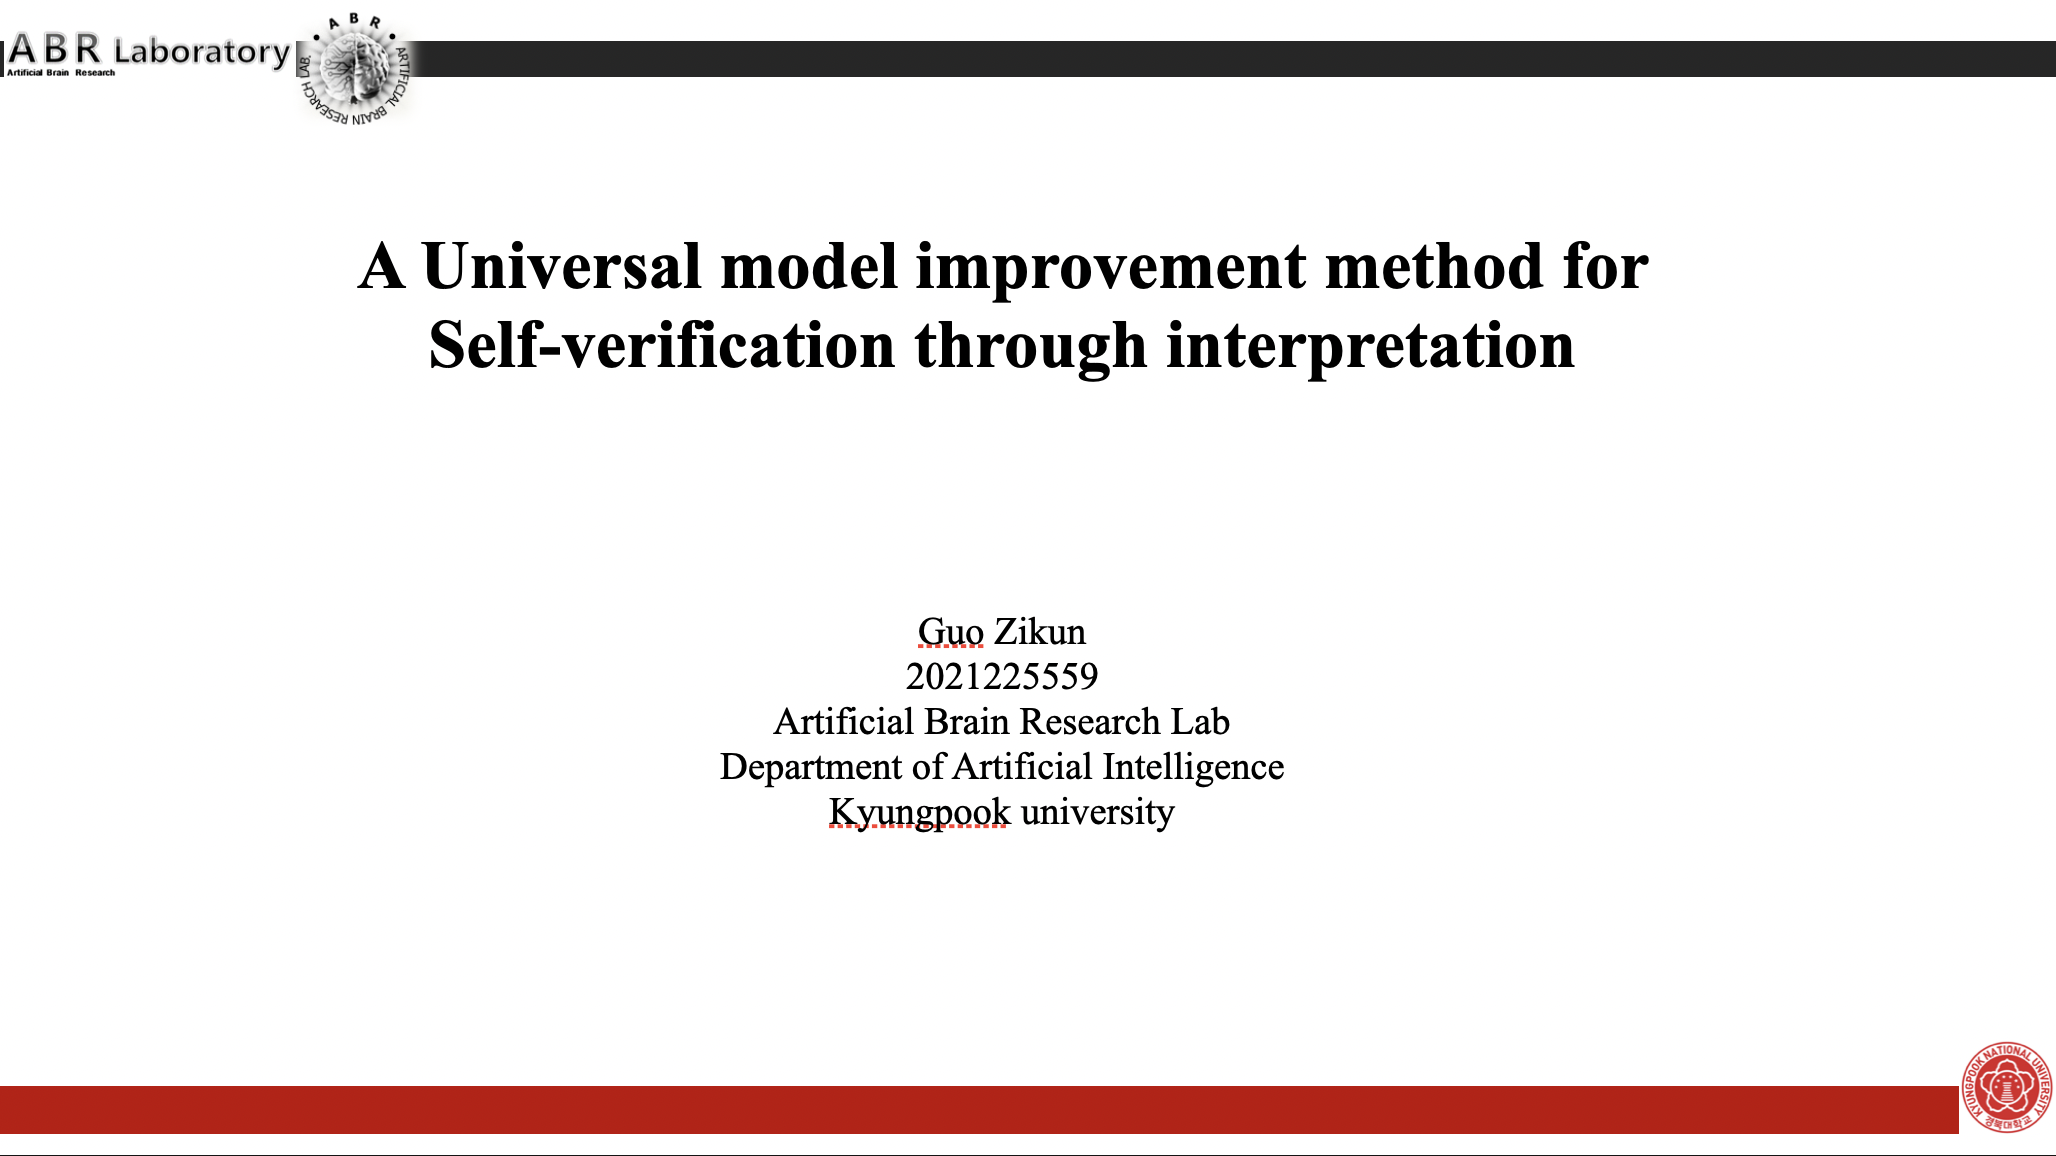 ABR Laboratory
Artificial Brain Research
A B R
ARTIFICIAL BRAIN RESEARCH LAB.
A Universal model improvement method for
Self-verification through interpretation
Guo Zikun
2021225559
Artificial Brain Research Lab
Department of Artificial Intelligence
Kyungpook university
KYUNGPOOK NATIONAL UNIVERSITY
경북대학교